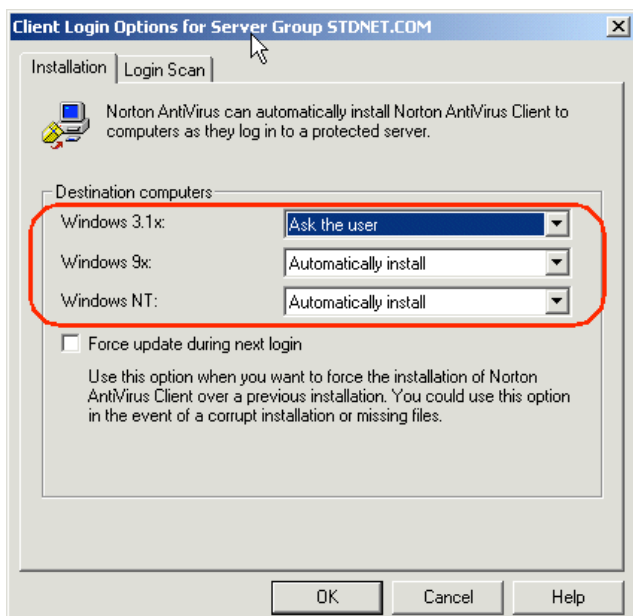 Client Login Options for Server Group STDNET.COM
Installation
Login Scan
Norton AntiVirus can automatically install Norton AntiVirus Client to
computers as they log in to a protected server.
Destination computers
Windows 3.1x: Ask the user
Windows 9x: Automatically install
Windows NT: Automatically install
Force update during next login
Use this option when you want to force the installation of Norton
AntiVirus Client over a previous installation. You could use this option
in the event of a corrupt installation or missing files.
OK Cancel Help